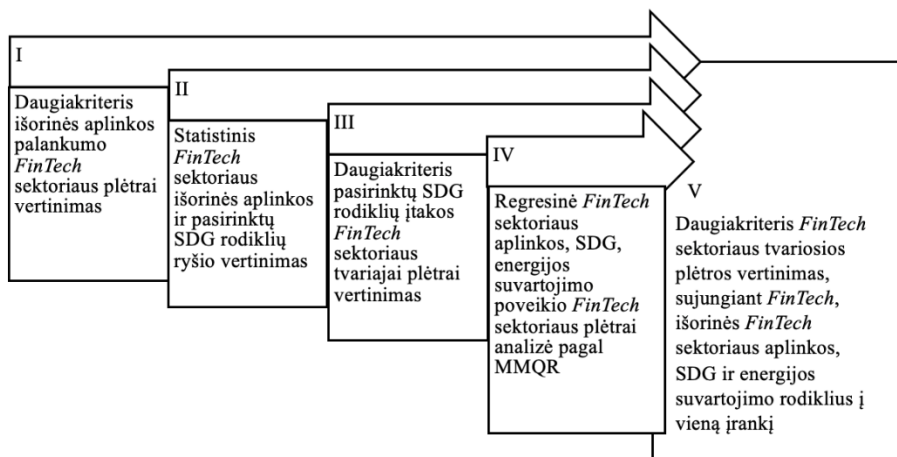 I
Daugiakriteris
išorinės aplinkos
palankumo
FinTech
sektoriaus plėtrai
vertinimas
II
Statistinis
FinTech
sektoriaus
išorinės aplinkos
ir pasirinktų
SDG rodiklių
ryšio vertinimas
III
Daugiakriteris
pasirinktų SDG
rodiklių įtakos
FinTech
sektoriaus
tvariajai plėtrai
vertinimas
IV
Regresinė FinTech
sektoriaus
aplinkos, SDG,
energijos
suvartojimo
poveikio FinTech
sektoriaus plėtrai
analizė pagal
MMQR
V
Daugiakriteris FinTech
sektoriaus tvariosios
plėtros vertinimas,
sujungiant FinTech,
išorinės FinTech
sektoriaus aplinkos,
SDG ir energijos
suvartojimo rodiklius į
vieną įrankį